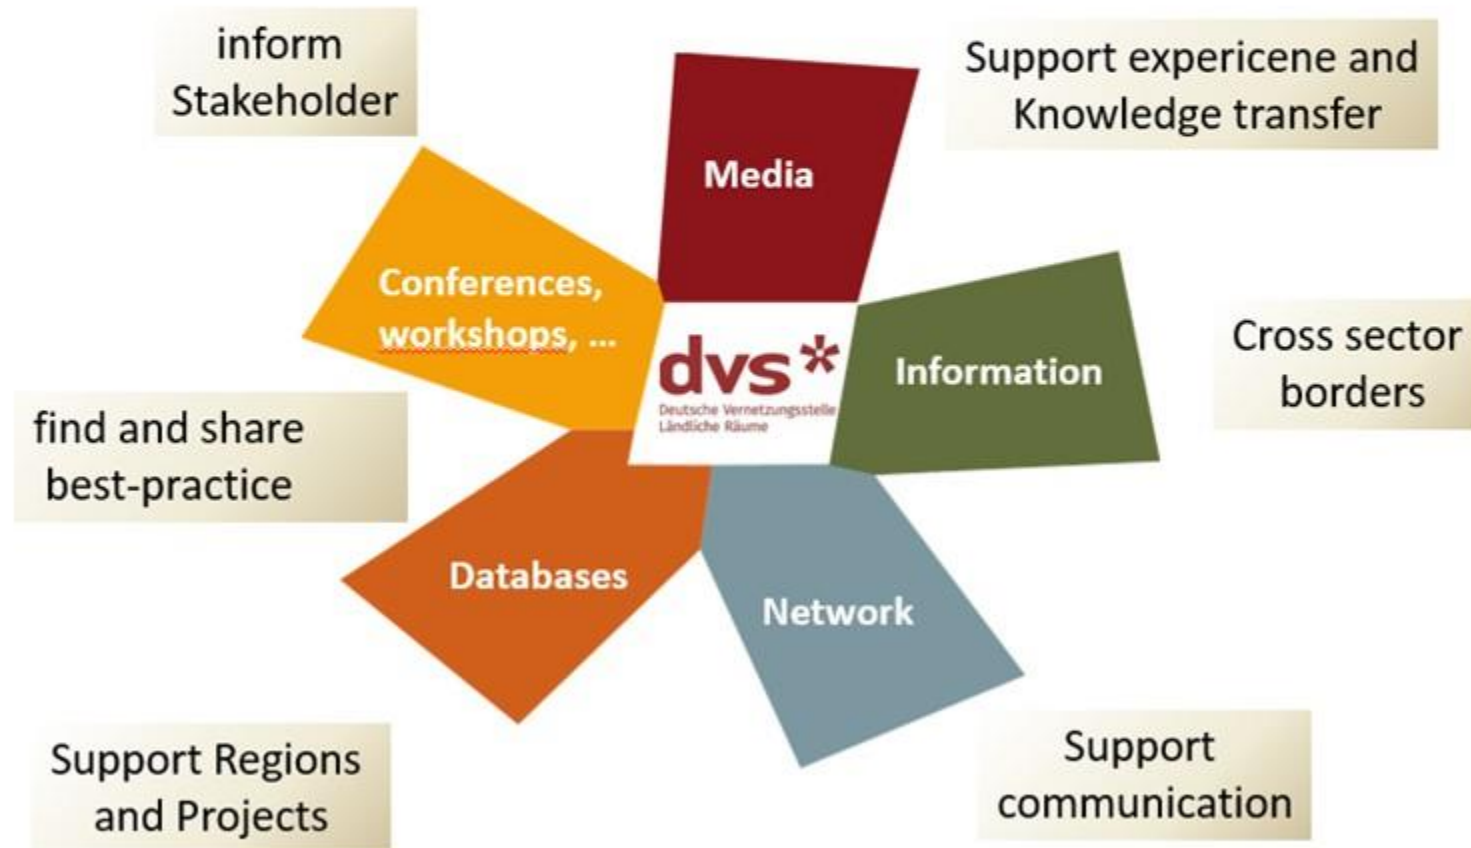 inform
Stakeholder
Support expericene and
Knowledge transfer
Media
Conferences,
workshops, ...
dvs*
Deutsche Vernetzungsstelle
Ländliche Räume
Information
Cross sector
borders
find and share
best-practice
Databases
Network
Support Regions
and Projects
Support
communication